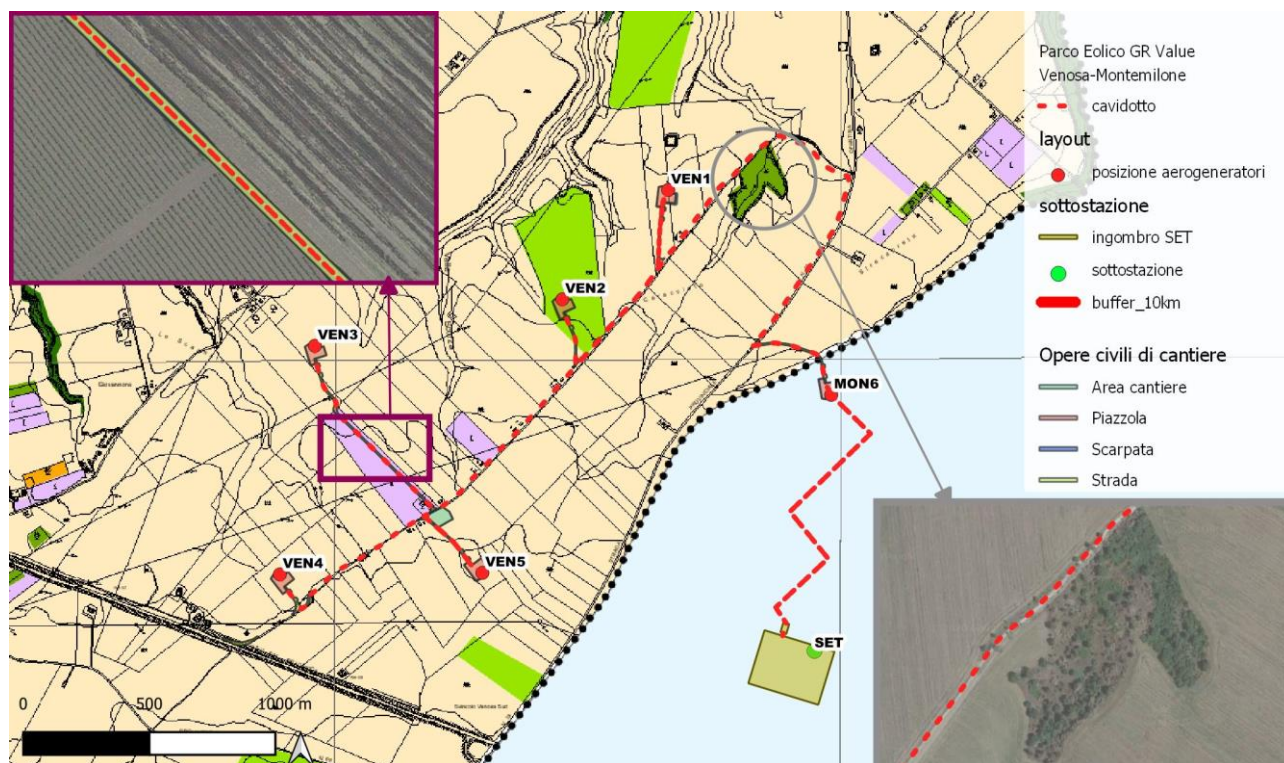 Parco Eolico GR Value
Venosa-Montemilone
cavidotto
layout
posizione aerogeneratori
sottostazione
ingombro SET
sottostazione
buffer_10km
Opere civili di cantiere
Area cantiere
Piazzola
Scarpata
Strada
VEN1
VEN2
VEN3
MON6
VEN4
VEN5
SET
0 500 1000 m